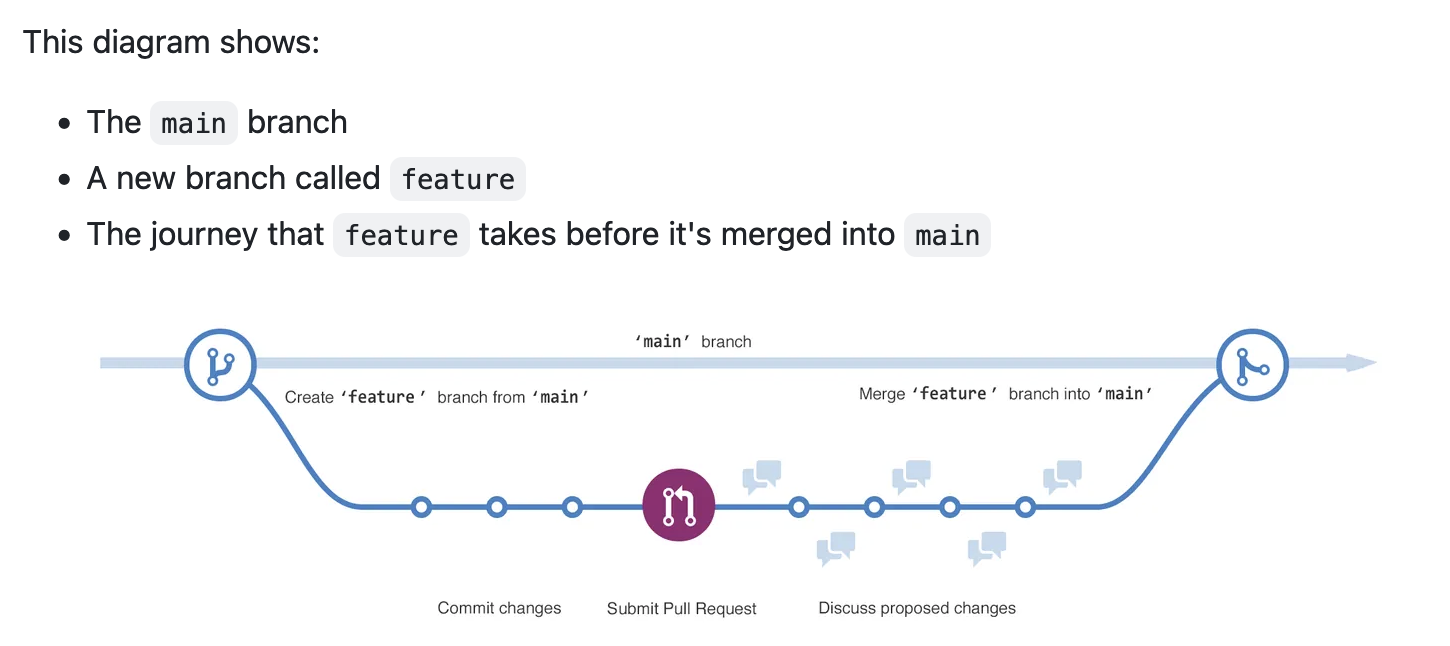 This diagram shows:
• The main branch
• A new branch called feature
• The journey that feature takes before it's merged into main
‘main’ branch
Create ‘feature’ branch from ‘main’
Merge ‘feature’ branch into ‘main’
Commit changes
Submit Pull Request
Discuss proposed changes